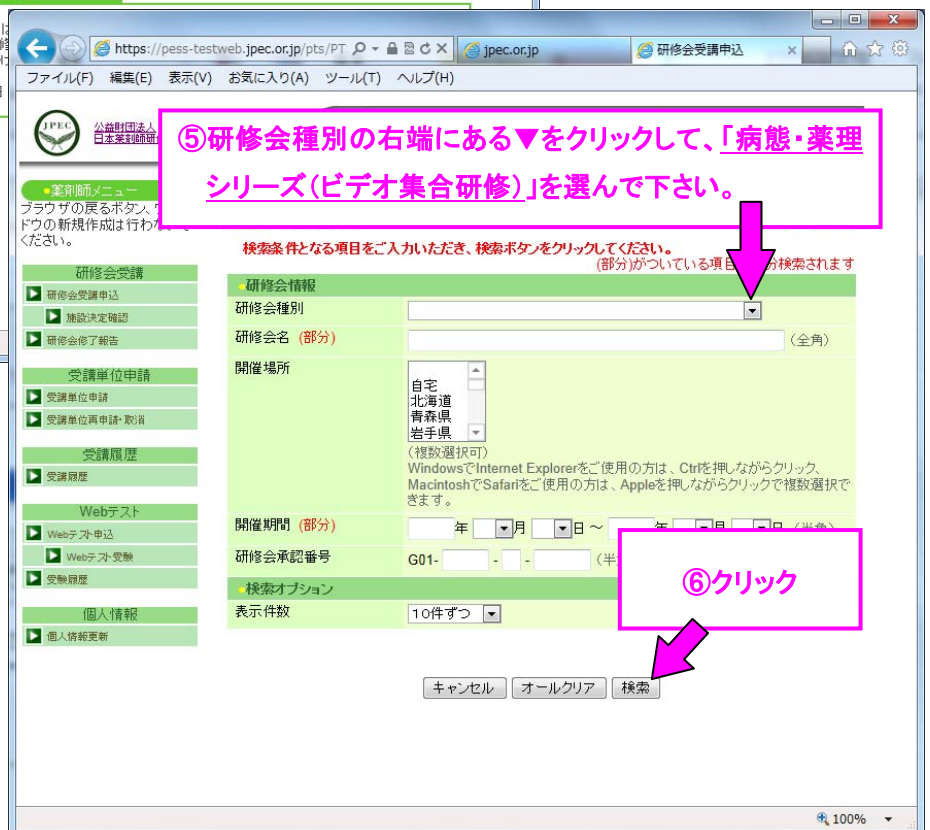 https://pess-testweb.jpec.or.jp/pts/PT
jpec.or.jp
研修会受講申込
ファイル(F) 編集(E) 表示(V) お気に入り(A) ツール(T) ヘルプ(H)
JPEC
公益財団法人
日本薬剤師研
⑤研修会種別の右端にある▼をクリックして、「病態・薬理
シリーズ(ビデオ集合研修)」を選んで下さい。
●薬剤師メニュー
ブラウザの戻るボタン、
ドウの新規作成は行わ
ください。
研修会受講
研修会受講申込
施設決定確認
研修会修了報告
受講単位申請
受講単位申請
受講単位再申請・取消
受講履歴
受講履歴
Webテスト
Webテスト申込
Webテスト受験
受験履歴
個人情報
個人情報更新
検索条件となる項目をご入力いただき、検索ボタンをクリックしてください。
(部分)がついている項目 分検索されます
●研修会情報
研修会種別
研修会名 (部分) (全角)
開催場所
自宅
北海道
青森県
岩手県
(複数選択可)
WindowsでInternet Explorerをご使用の方は、Ctrlを押しながらクリック、
MacintoshでSafariをご使用の方は、Appleを押しながらクリックで複数選択で
きます。
開催期間 (部分) 年 月 日 ~ 年 月 日 (半角)
研修会承認番号 G01- - - (半
●検索オプション
表示件数 10件ずつ
⑥クリック
キャンセル オールクリア 検索
100%